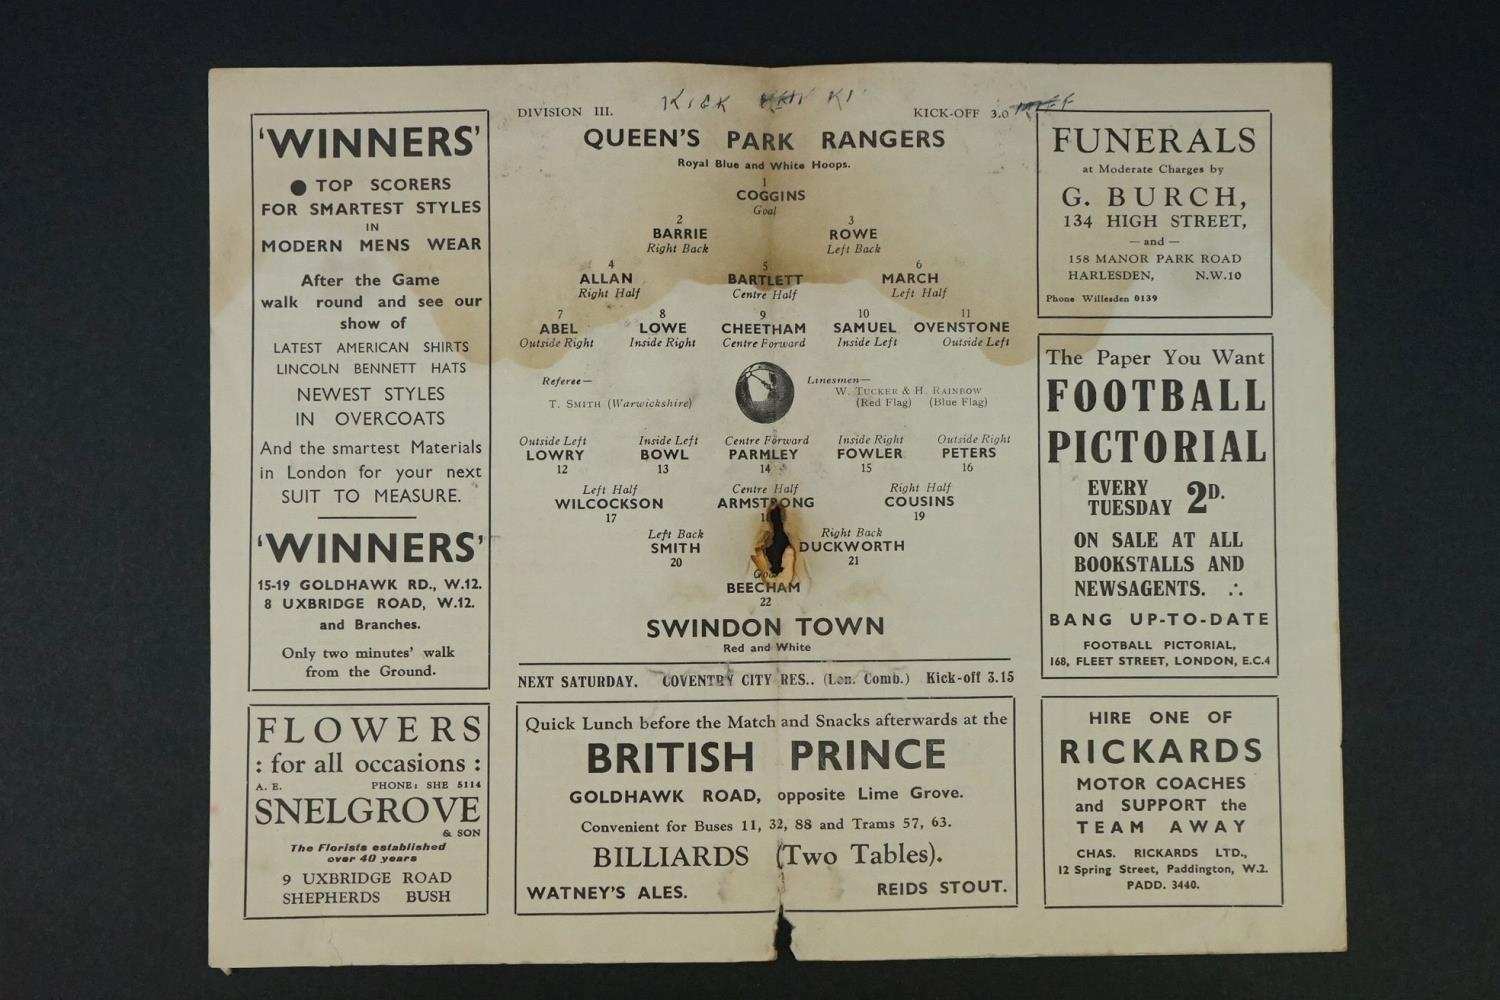 'WINNERS'
● TOP SCORERS
FOR SMARTEST STYLES
IN
MODERN MENS WEAR
After the Game
walk round and see our
show of
LATEST AMERICAN SHIRTS
LINCOLN BENNETT HATS
NEWEST STYLES
IN OVERCOATS
And the smartest Materials
in London for your next
SUIT TO MEASURE.
'WINNERS'
15-19 GOLDHAWK RD., W.12.
8 UXBRIDGE ROAD, W.12.
and Branches.
Only two minutes' walk
from the Ground.
FLOWERS
: for all occasions :
A. E. PHONE: SHE 5114
SNELGROVE
& SON
The Florists established
over 40 years
9 UXBRIDGE ROAD
SHEPHERDS BUSH
KICK
DIVISION III. KICK-OFF 3.0
QUEEN'S PARK RANGERS
Royal Blue and White Hoops.
1
COGGINS
Goal
2 3
BARRIE ROWE
Right Back Left Back
4 5 6
ALLAN BARTLETT MARCH
Right Half Centre Half Left Half
7 8 9 10 11
ABEL LOWE CHEETHAM SAMUEL OVENSTONE
Outside Right Inside Right Centre Forward Inside Left Outside Left
Referee— Linesmen—
T. SMITH (Warwickshire) W. TUCKER & H. RAINBOW
(Red Flag) (Blue Flag)
Outside Left Inside Left Centre Forward Inside Right Outside Right
LOWRY BOWL PARMLEY FOWLER PETERS
12 13 14 15 16
Left Half Centre Half Right Half
WILCOCKSON ARMSTRONG COUSINS
17 19
Left Back Right Back
SMITH DUCKWORTH
20 21
BEECHAM
22
SWINDON TOWN
Red and White
NEXT SATURDAY. COVENTRY CITY RES.. (Lon. Comb.) Kick-off 3.15
Quick Lunch before the Match and Snacks afterwards at the
BRITISH PRINCE
GOLDHAWK ROAD, opposite Lime Grove.
Convenient for Buses 11, 32, 88 and Trams 57, 63.
BILLIARDS (Two Tables).
WATNEY'S ALES. REIDS STOUT.
FUNERALS
at Moderate Charges by
G. BURCH,
134 HIGH STREET,
— and —
158 MANOR PARK ROAD
HARLESDEN, N.W.10
Phone Willesden 0139
The Paper You Want
FOOTBALL
PICTORIAL
EVERY
TUESDAY 2D.
ON SALE AT ALL
BOOKSTALLS AND
NEWSAGENTS. ∴
BANG UP-TO-DATE
FOOTBALL PICTORIAL,
168, FLEET STREET, LONDON, E.C.4
HIRE ONE OF
RICKARDS
MOTOR COACHES
and SUPPORT the
TEAM AWAY
CHAS. RICKARDS LTD.,
12 Spring Street, Paddington, W.2.
PADD. 3440.